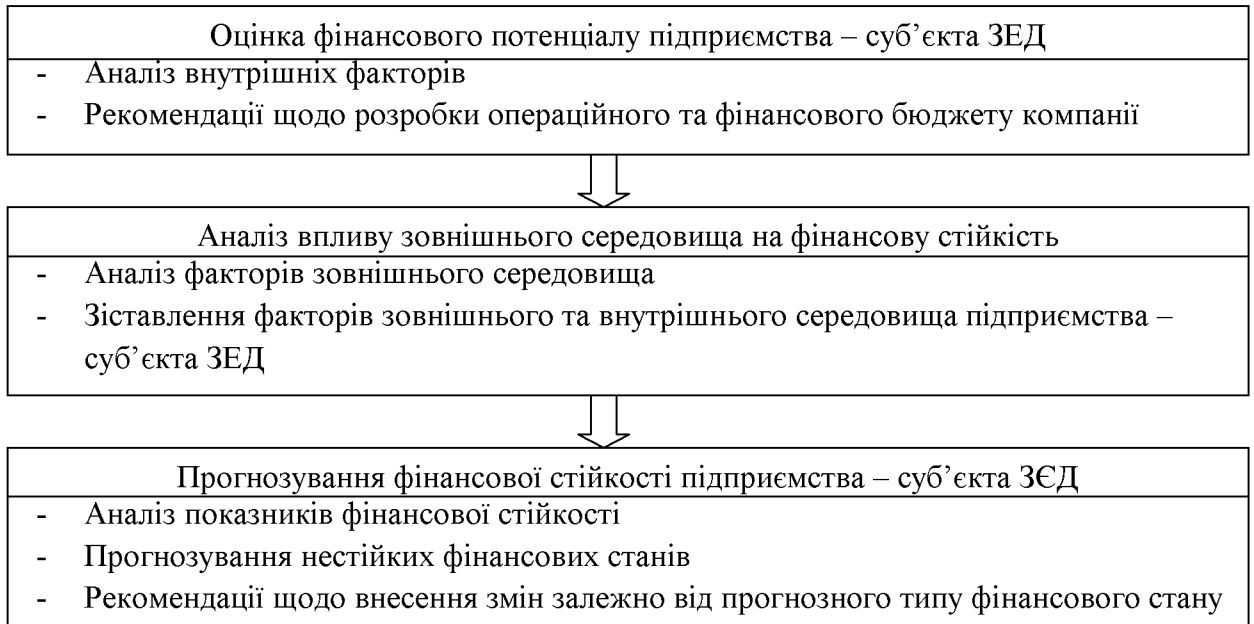 Оцінка фінансового потенціалу підприємства – суб’єкта ЗЕД
- Аналіз внутрішніх факторів
- Рекомендації щодо розробки операційного та фінансового бюджету компанії
Аналіз впливу зовнішнього середовища на фінансову стійкість
- Аналіз факторів зовнішнього середовища
- Зіставлення факторів зовнішнього та внутрішнього середовища підприємства –
суб’єкта ЗЕД
Прогнозування фінансової стійкості підприємства – суб’єкта ЗЄД
- Аналіз показників фінансової стійкості
- Прогнозування нестійких фінансових станів
- Рекомендації щодо внесення змін залежно від прогнозного типу фінансового стану